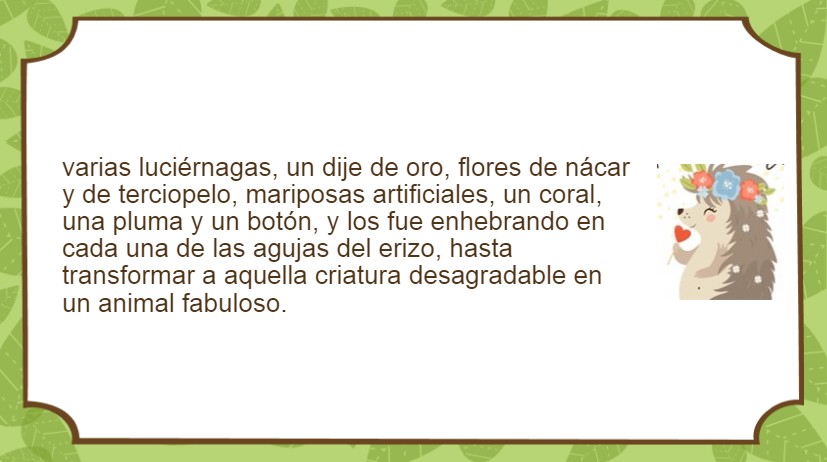 varias luciérnagas, un dije de oro, flores de nácar
y de terciopelo, mariposas artificiales, un coral,
una pluma y un botón, y los fue enhebrando en
cada una de las agujas del erizo, hasta
transformar a aquella criatura desagradable en
un animal fabuloso.